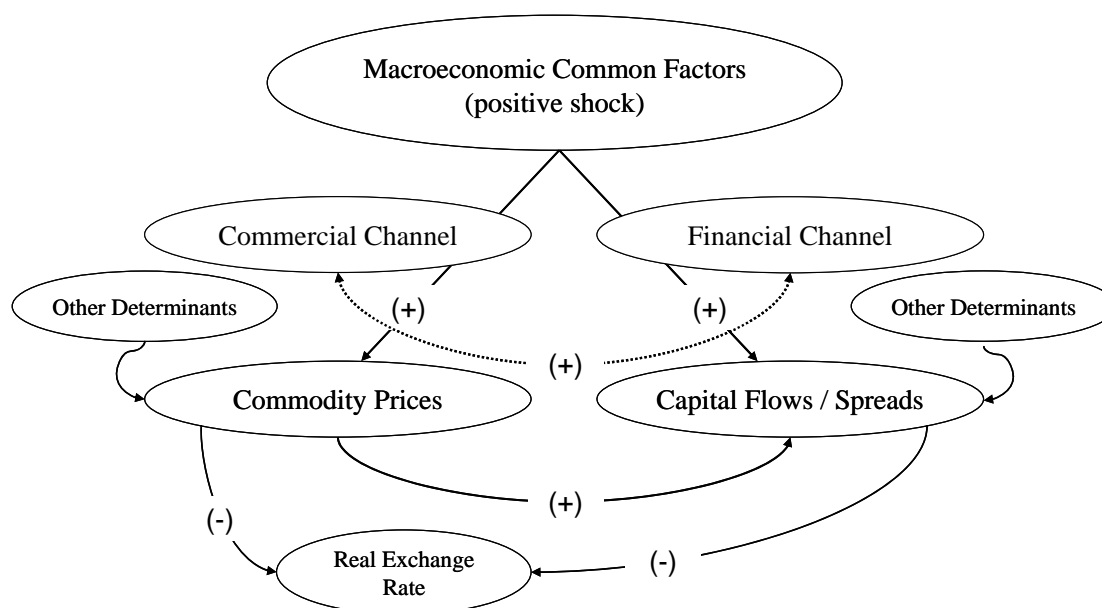 Macroeconomic Common Factors
(positive shock)
Commercial Channel
Financial Channel
Other Determinants
(+)
(+)
Other Determinants
(+)
Commodity Prices
Capital Flows / Spreads
(+)
(-)
Real Exchange
Rate
(-)